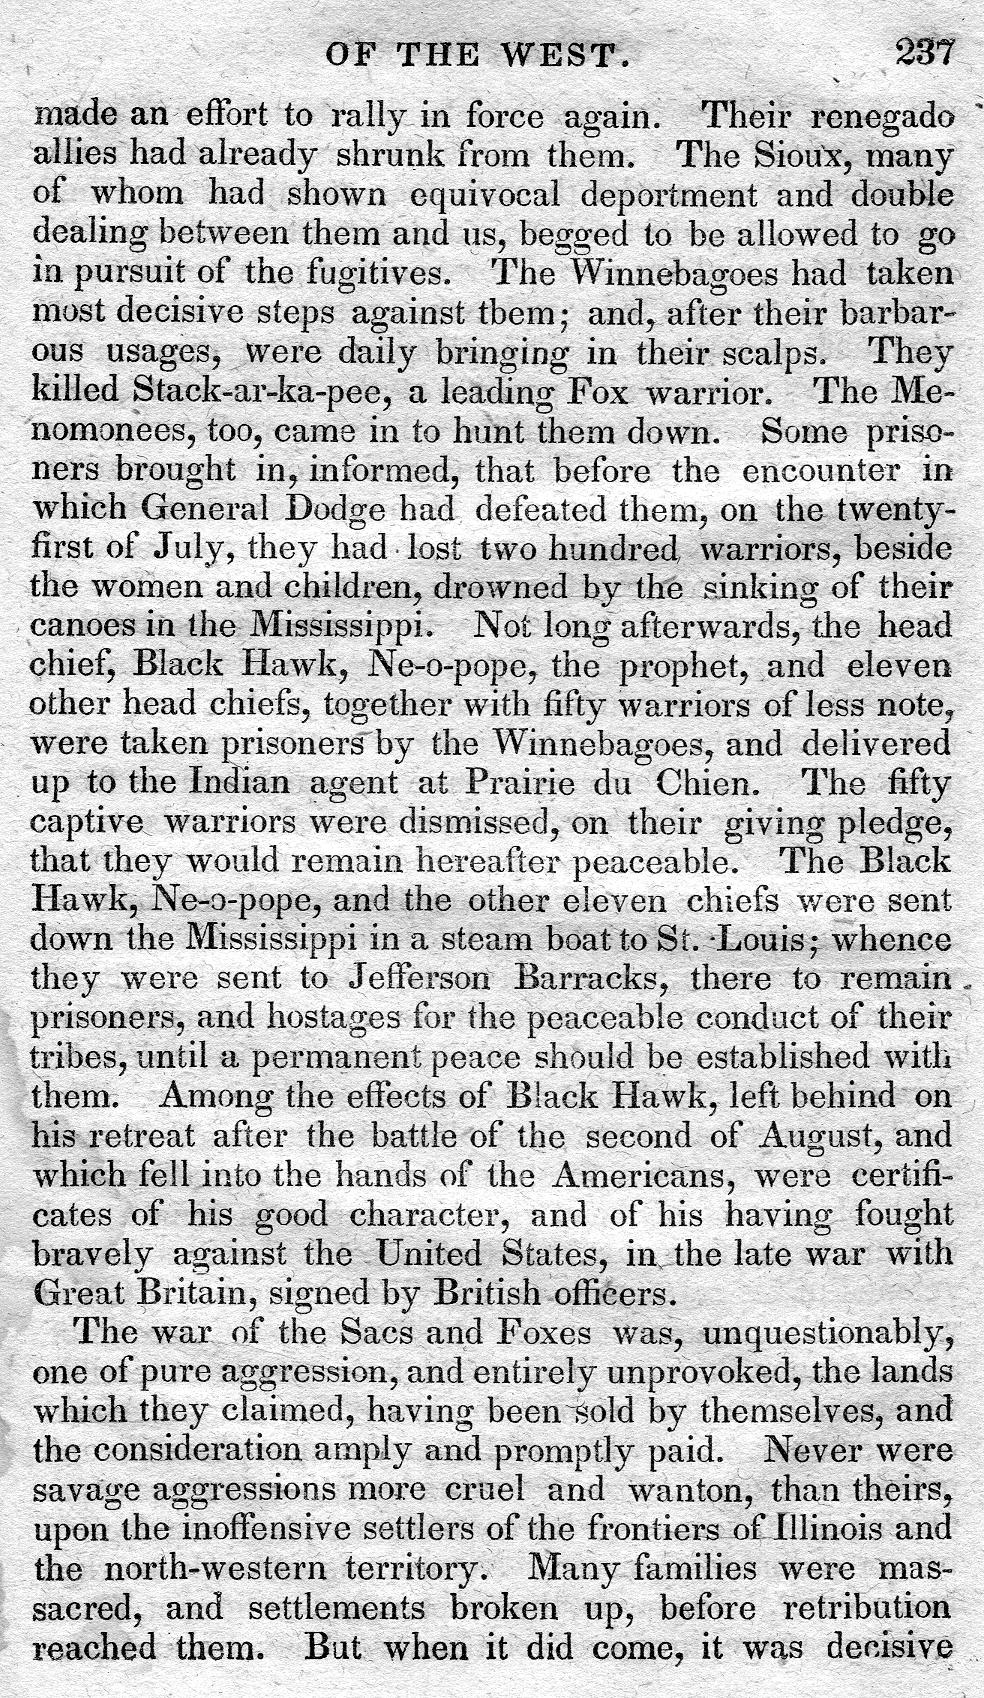 OF THE WEST. 237
made an effort to rally in force again. Their renegado
allies had already shrunk from them. The Sioux, many
of whom had shown equivocal deportment and double
dealing between them and us, begged to be allowed to go
in pursuit of the fugitives. The Winnebagoes had taken
most decisive steps against tbem; and, after their barbar-
ous usages, were daily bringing in their scalps. They
killed Stack-ar-ka-pee, a leading Fox warrior. The Me-
nomonees, too, came in to hunt them down. Some priso-
ners brought in, informed, that before the encounter in
which General Dodge had defeated them, on the twenty-
first of July, they had lost two hundred warriors, beside
the women and children, drowned by the sinking of their
canoes in the Mississippi. Not long afterwards, the head
chief, Black Hawk, Ne-o-pope, the prophet, and eleven
other head chiefs, together with fifty warriors of less note,
were taken prisoners by the Winnebagoes, and delivered
up to the Indian agent at Prairie du Chien. The fifty
captive warriors were dismissed, on their giving pledge,
that they would remain hereafter peaceable. The Black
Hawk, Ne-o-pope, and the other eleven chiefs were sent
down the Mississippi in a steam boat to St. Louis; whence
they were sent to Jefferson Barracks, there to remain
prisoners, and hostages for the peaceable conduct of their
tribes, until a permanent peace should be established with
them. Among the effects of Black Hawk, left behind on
his retreat after the battle of the second of August, and
which fell into the hands of the Americans, were certifi-
cates of his good character, and of his having fought
bravely against the United States, in the late war with
Great Britain, signed by British officers.
The war of the Sacs and Foxes was, unquestionably,
one of pure aggression, and entirely unprovoked, the lands
which they claimed, having been sold by themselves, and
the consideration amply and promptly paid. Never were
savage aggressions more cruel and wanton, than theirs,
upon the inoffensive settlers of the frontiers of Illinois and
the north-western territory. Many families were mas-
sacred, and settlements broken up, before retribution
reached them. But when it did come, it was decisive